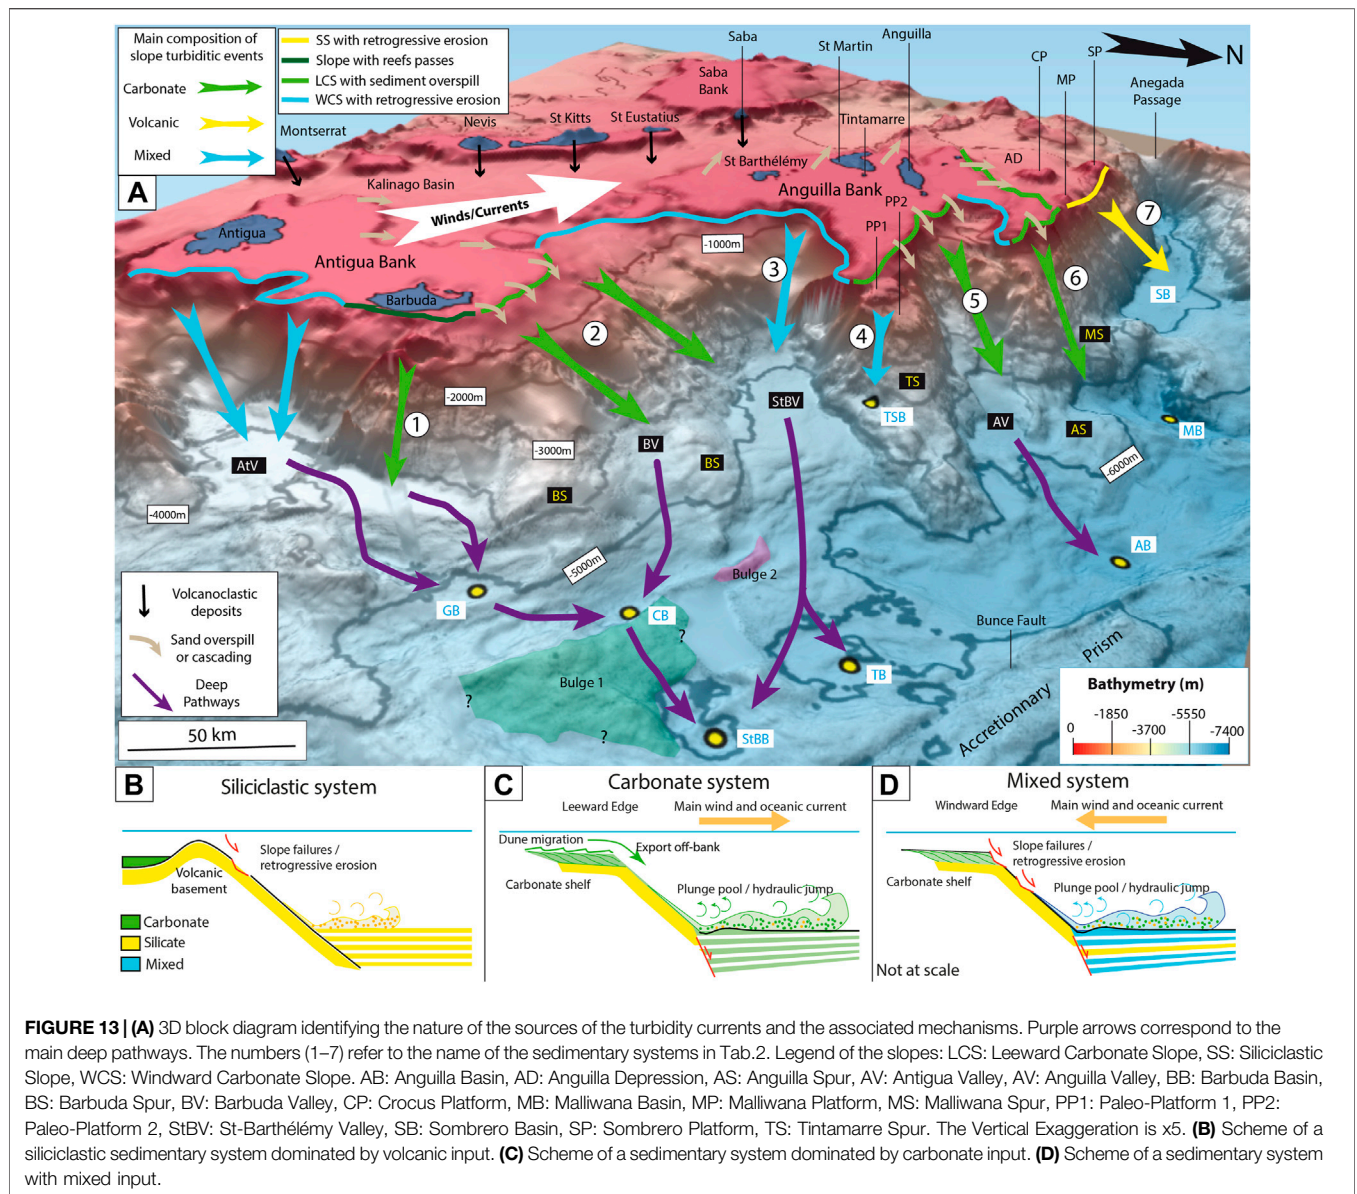 Main composition of
slope turbiditic events
Carbonate
Volcanic
Mixed
SS with retrogressive erosion
Slope with reefs passes
LCS with sediment overspill
WCS with retrogressive erosion
A
Montserrat
Nevis
St Kitts
St Eustatius
Saba
Saba
Bank
St Martin
Anguilla
Tintamarre
St Barthélémy
Anguilla Bank
CP
SP
MP
AD
Anegada
Passage
N
Kalinago Basin
Winds/Currents
Antigua
Antigua Bank
Barbuda
PP2
PP1
-1000m
1
2
3
4
5
6
7
SB
MS
TS
TSB
StBV
AV
AS
MB
-2000m
-3000m
-4000m
-5000m
-6000m
AtV
BV
BS
BS
GB
CB
AB
TB
StBB
Bulge 1
Bulge 2
?
?
?
Bunce Fault
Accretionnary Prism
Volcanoclastic
deposits
Sand overspill
or cascading
Deep
Pathways
50 km
Bathymetry (m)
-1850 -5550
0 -3700 -7400
B
Siliciclastic system
Slope failures /
retrogressive erosion
Volcanic
basement
Carbonate
Silicate
Mixed
C
Carbonate system
Leeward Edge
Main wind and oceanic current
Dune migration
Export off-bank
Carbonate shelf
Plunge pool / hydraulic jump
D
Mixed system
Windward Edge
Main wind and oceanic current
Slope failures /
retrogressive erosion
Carbonate shelf
Plunge pool / hydraulic jump
Not at scale
FIGURE 13 | (A) 3D block diagram identifying the nature of the sources of the turbidity currents and the associated mechanisms. Purple arrows correspond to the
main deep pathways. The numbers (1–7) refer to the name of the sedimentary systems in Tab.2. Legend of the slopes: LCS: Leeward Carbonate Slope, SS: Siliciclastic
Slope, WCS: Windward Carbonate Slope. AB: Anguilla Basin, AD: Anguilla Depression, AS: Anguilla Spur, AV: Antigua Valley, AV: Anguilla Valley, BB: Barbuda Basin,
BS: Barbuda Spur, BV: Barbuda Valley, CP: Crocus Platform, MB: Malliwana Basin, MP: Malliwana Platform, MS: Malliwana Spur, PP1: Paleo-Platform 1, PP2:
Paleo-Platform 2, StBV: St-Barthélémy Valley, SB: Sombrero Basin, SP: Sombrero Platform, TS: Tintamarre Spur. The Vertical Exaggeration is x5. (B) Scheme of a
siliciclastic sedimentary system dominated by volcanic input. (C) Scheme of a sedimentary system dominated by carbonate input. (D) Scheme of a sedimentary system
with mixed input.